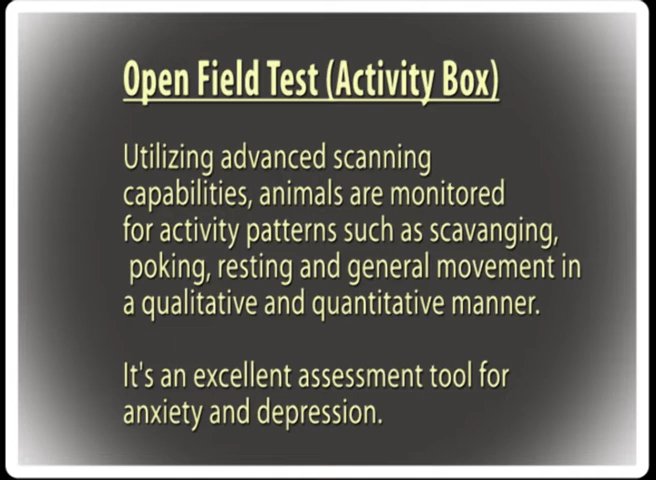 Open Field Test (Activity Box)
Utilizing advanced scanning
capabilities, animals are monitored
for activity patterns such as scavanging,
poking, resting and general movement in
a qualitative and quantitative manner.
It's an excellent assessment tool for
anxiety and depression.